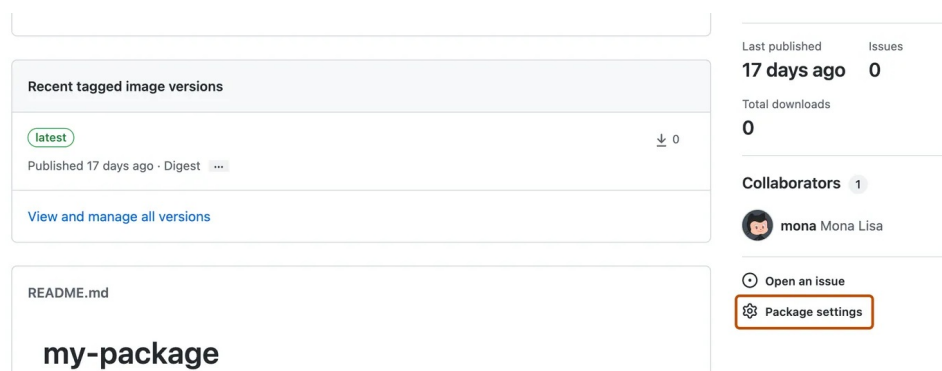 Recent tagged image versions
latest
0
Published 17 days ago · Digest ...
View and manage all versions
README.md
my-package
Last published Issues
17 days ago 0
Total downloads
0
Collaborators 1
mona Mona Lisa
Open an issue
Package settings